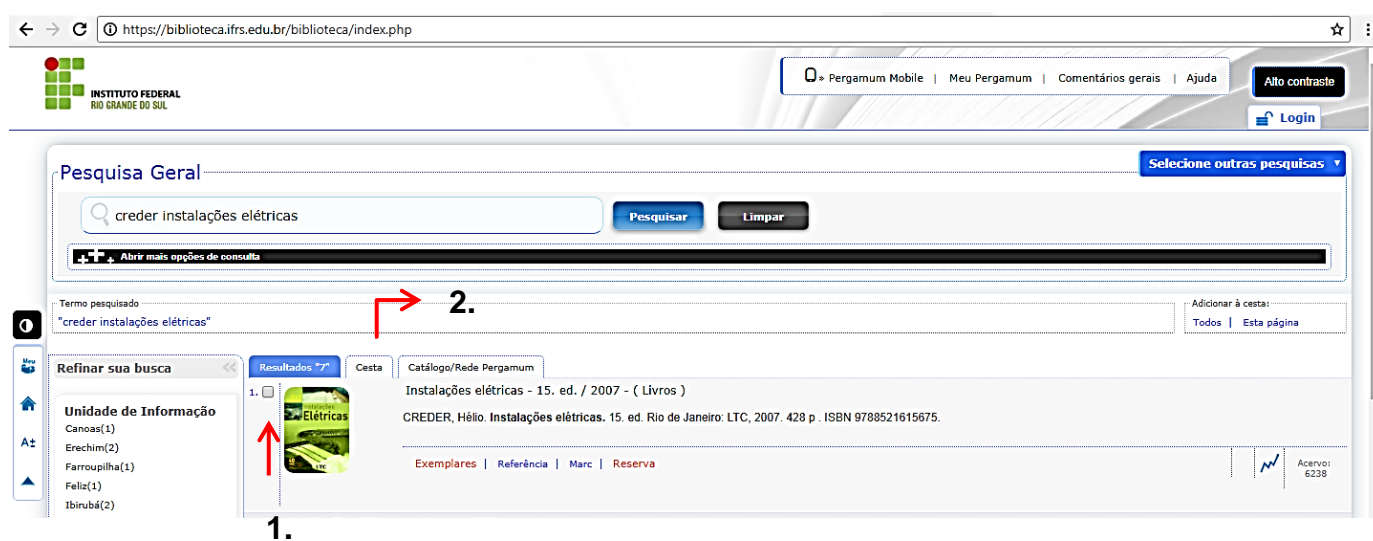 https://biblioteca.ifrs.edu.br/biblioteca/index.php
INSTITUTO FEDERAL
RIO GRANDE DO SUL
» Pergamum Mobile | Meu Pergamum | Comentários gerais | Ajuda
Alto contraste
Login
Pesquisa Geral
Selecione outras pesquisas
creder instalações elétricas
Pesquisar
Limpar
Abrir mais opções de consulta
2.
Termo pesquisado
"creder instalações elétricas"
Adicionar à cesta:
Todos | Esta página
Meu
A±
Refinar sua busca
Resultados "7"
Cesta
Catálogo/Rede Pergamum
Unidade de Informação
Canoas(1)
Erechim(2)
Farroupilha(1)
Feliz(1)
Ibirubá(2)
1.
Instalações
Elétricas
LTC
Instalações elétricas - 15. ed. / 2007 - ( Livros )
CREDER, Hélio. Instalações elétricas. 15. ed. Rio de Janeiro: LTC, 2007. 428 p . ISBN 9788521615675.
Exemplares | Referência | Marc | Reserva
Acervo:
6238
1.